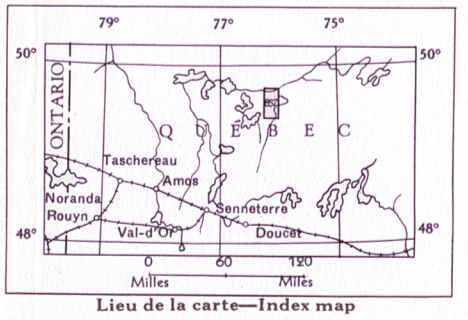 79° 77° 75°
50° 50°
ONTARIO
852
Q U E B E C
Taschereau
Amos
Noranda
Senneterre
Rouyn
Val-d'Or
Doucet
48° 48°
0 60 120
Milles Miles
Lieu de la carte—Index map